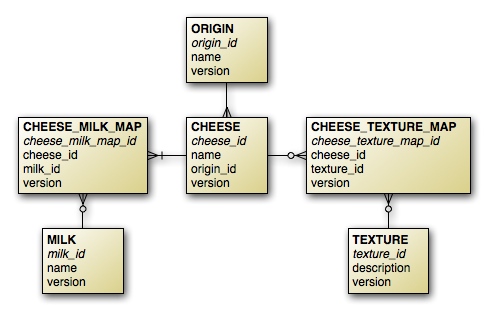 ORIGIN
origin_id
name
version
CHEESE_MILK_MAP
cheese_milk_map_id
cheese_id
milk_id
version
CHEESE
cheese_id
name
origin_id
version
CHEESE_TEXTURE_MAP
cheese_texture_map_id
cheese_id
texture_id
version
MILK
milk_id
name
version
TEXTURE
texture_id
description
version